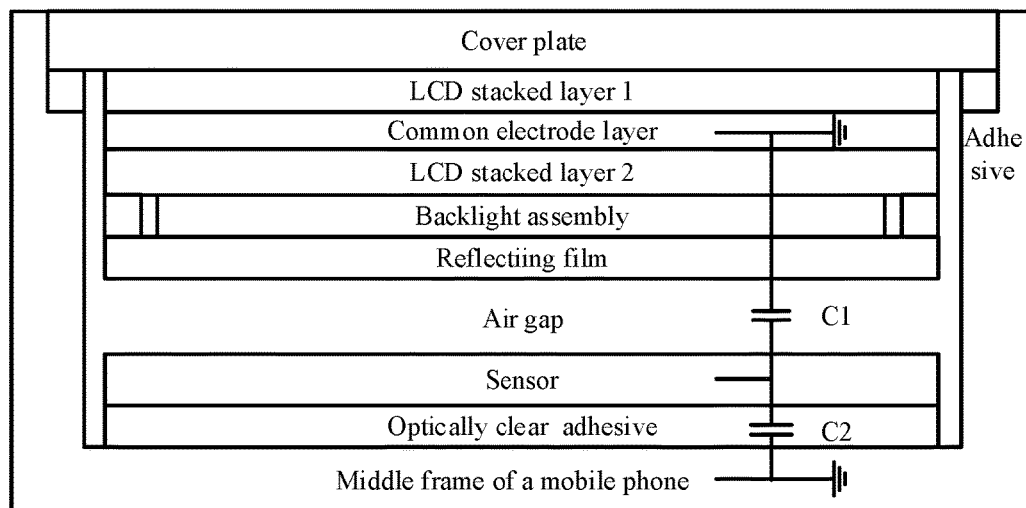 Cover plate
LCD stacked layer 1
Common electrode layer
Adhe
sive
LCD stacked layer 2
Backlight assembly
Reflectiing film
Air gap
C1
Sensor
Optically clear adhesive
C2
Middle frame of a mobile phone